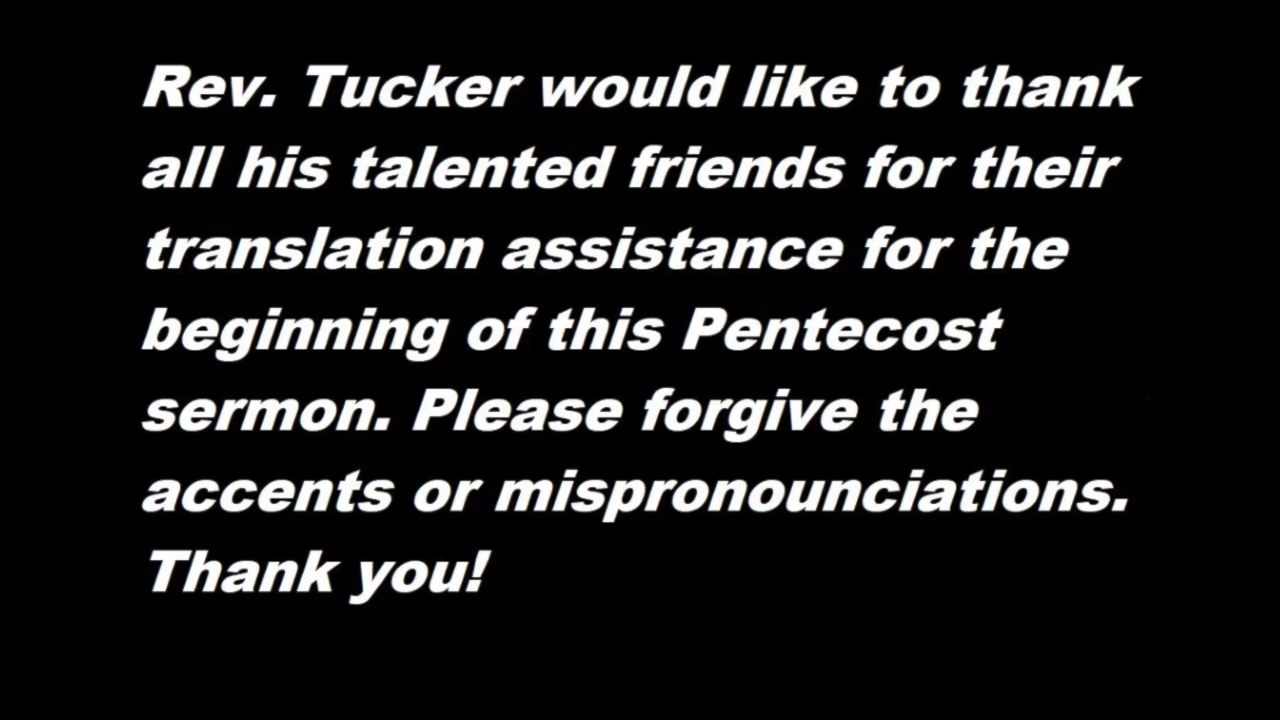 Rev. Tucker would like to thank
all his talented friends for their
translation assistance for the
beginning of this Pentecost
sermon. Please forgive the
accents or mispronounciations.
Thank you!